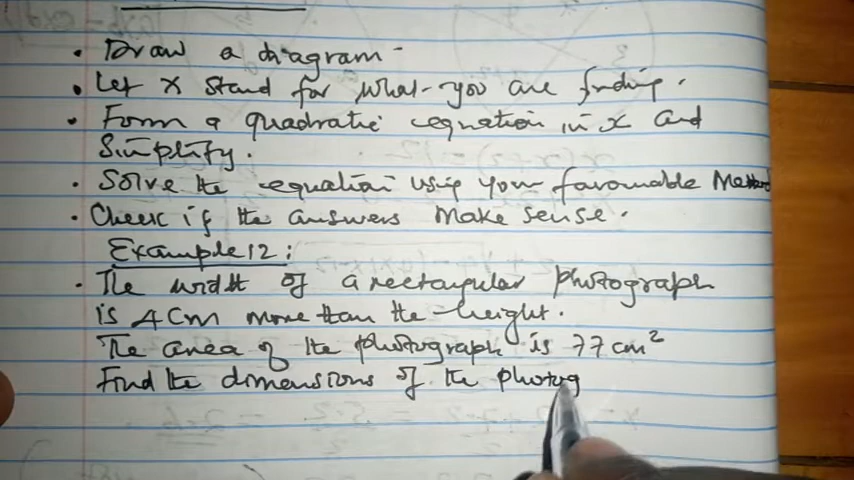 • Draw a diagram.
• Let x stand for what you are finding.
• Form a quadratic equation in x and
Simplify.
• Solve the equation using your favourable Method
• Check if the answers make sense.
Example 12:
• The width of a rectangular photograph
is 4cm more than the height.
The area of the photograph is 77 cm²
Find the dimensions of the photog